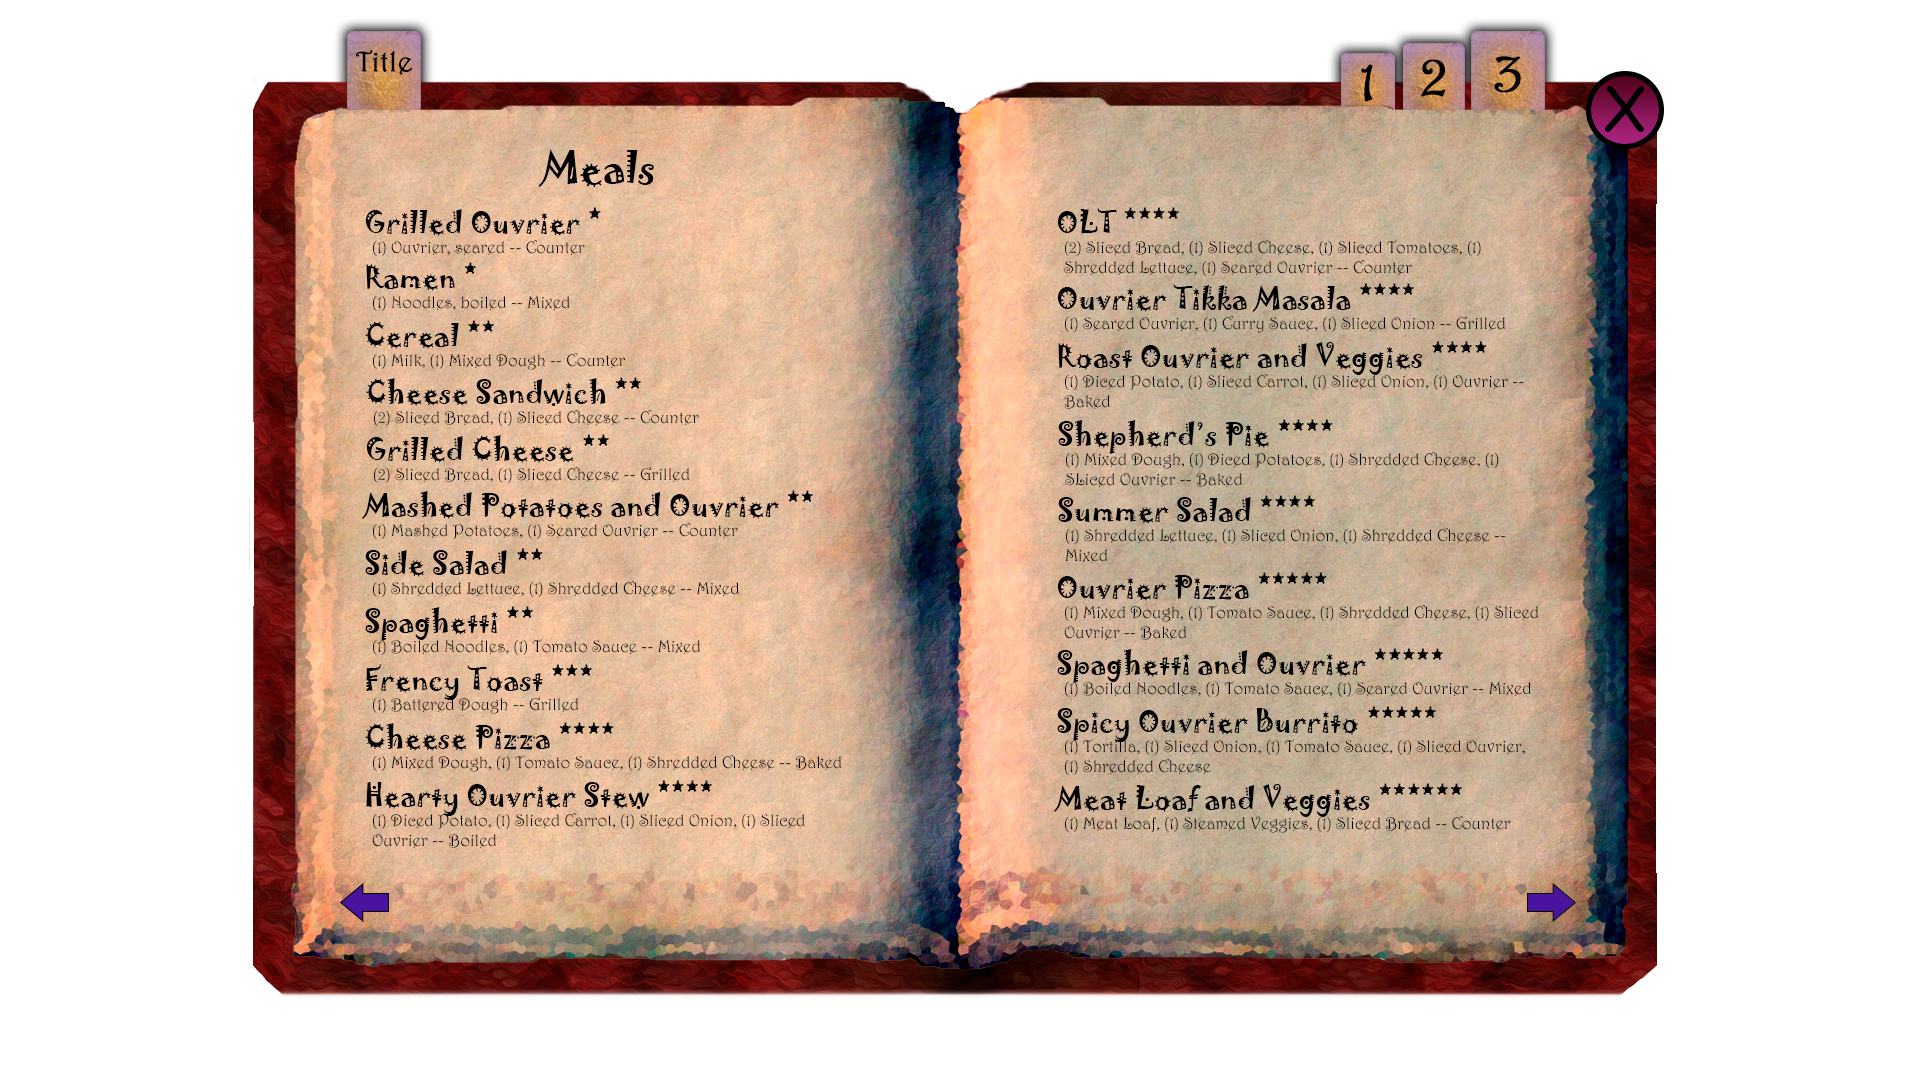 Title
1
2
3
X
Meals
Grilled Ouvrier ★
(1) Ouvrier, seared -- Counter
Ramen ★
(1) Noodles, boiled -- Mixed
Cereal ★★
(1) Milk, (1) Mixed Dough -- Counter
Cheese Sandwich ★★
(2) Sliced Bread, (1) Sliced Cheese -- Counter
Grilled Cheese ★★
(2) Sliced Bread, (1) Sliced Cheese -- Grilled
Mashed Potatoes and Ouvrier ★★
(1) Mashed Potatoes, (1) Seared Ouvrier -- Counter
Side Salad ★★
(1) Shredded Lettuce, (1) Shredded Cheese -- Mixed
Spaghetti ★★
(1) Boiled Noodles, (1) Tomato Sauce -- Mixed
Frency Toast ★★★
(1) Battered Dough -- Grilled
Cheese Pizza ★★★★
(1) Mixed Dough, (1) Tomato Sauce, (1) Shredded Cheese -- Baked
Hearty Ouvrier Stew ★★★★
(1) Diced Potato, (1) Sliced Carrot, (1) Sliced Onion, (1) Sliced
Ouvrier -- Boiled
OLT ★★★★
(2) Sliced Bread, (1) Sliced Cheese, (1) Sliced Tomatoes, (1)
Shredded Lettuce, (1) Seared Ouvrier -- Counter
Ouvrier Tikka Masala ★★★★
(1) Seared Ouvrier, (1) Curry Sauce, (1) Sliced Onion -- Grilled
Roast Ouvrier and Veggies ★★★★
(1) Diced Potato, (1) Sliced Carrot, (1) Sliced Onion, (1) Ouvrier --
Baked
Shepherd's Pie ★★★★
(1) Mixed Dough, (1) Diced Potatoes, (1) Shredded Cheese, (1)
SLiced Ouvrier -- Baked
Summer Salad ★★★★
(1) Shredded Lettuce, (1) Sliced Onion, (1) Shredded Cheese --
Mixed
Ouvrier Pizza ★★★★★
(1) Mixed Dough, (1) Tomato Sauce, (1) Shredded Cheese, (1) Sliced
Ouvrier -- Baked
Spaghetti and Ouvrier ★★★★★
(1) Boiled Noodles, (1) Tomato Sauce, (1) Seared Ouvrier -- Mixed
Spicy Ouvrier Burrito ★★★★★
(1) Tortilla, (1) Sliced Onion, (1) Tomato Sauce, (1) Sliced Ouvrier,
(1) Shredded Cheese
Meat Loaf and Veggies ★★★★★★
(1) Meat Loaf, (1) Steamed Veggies, (1) Sliced Bread -- Counter